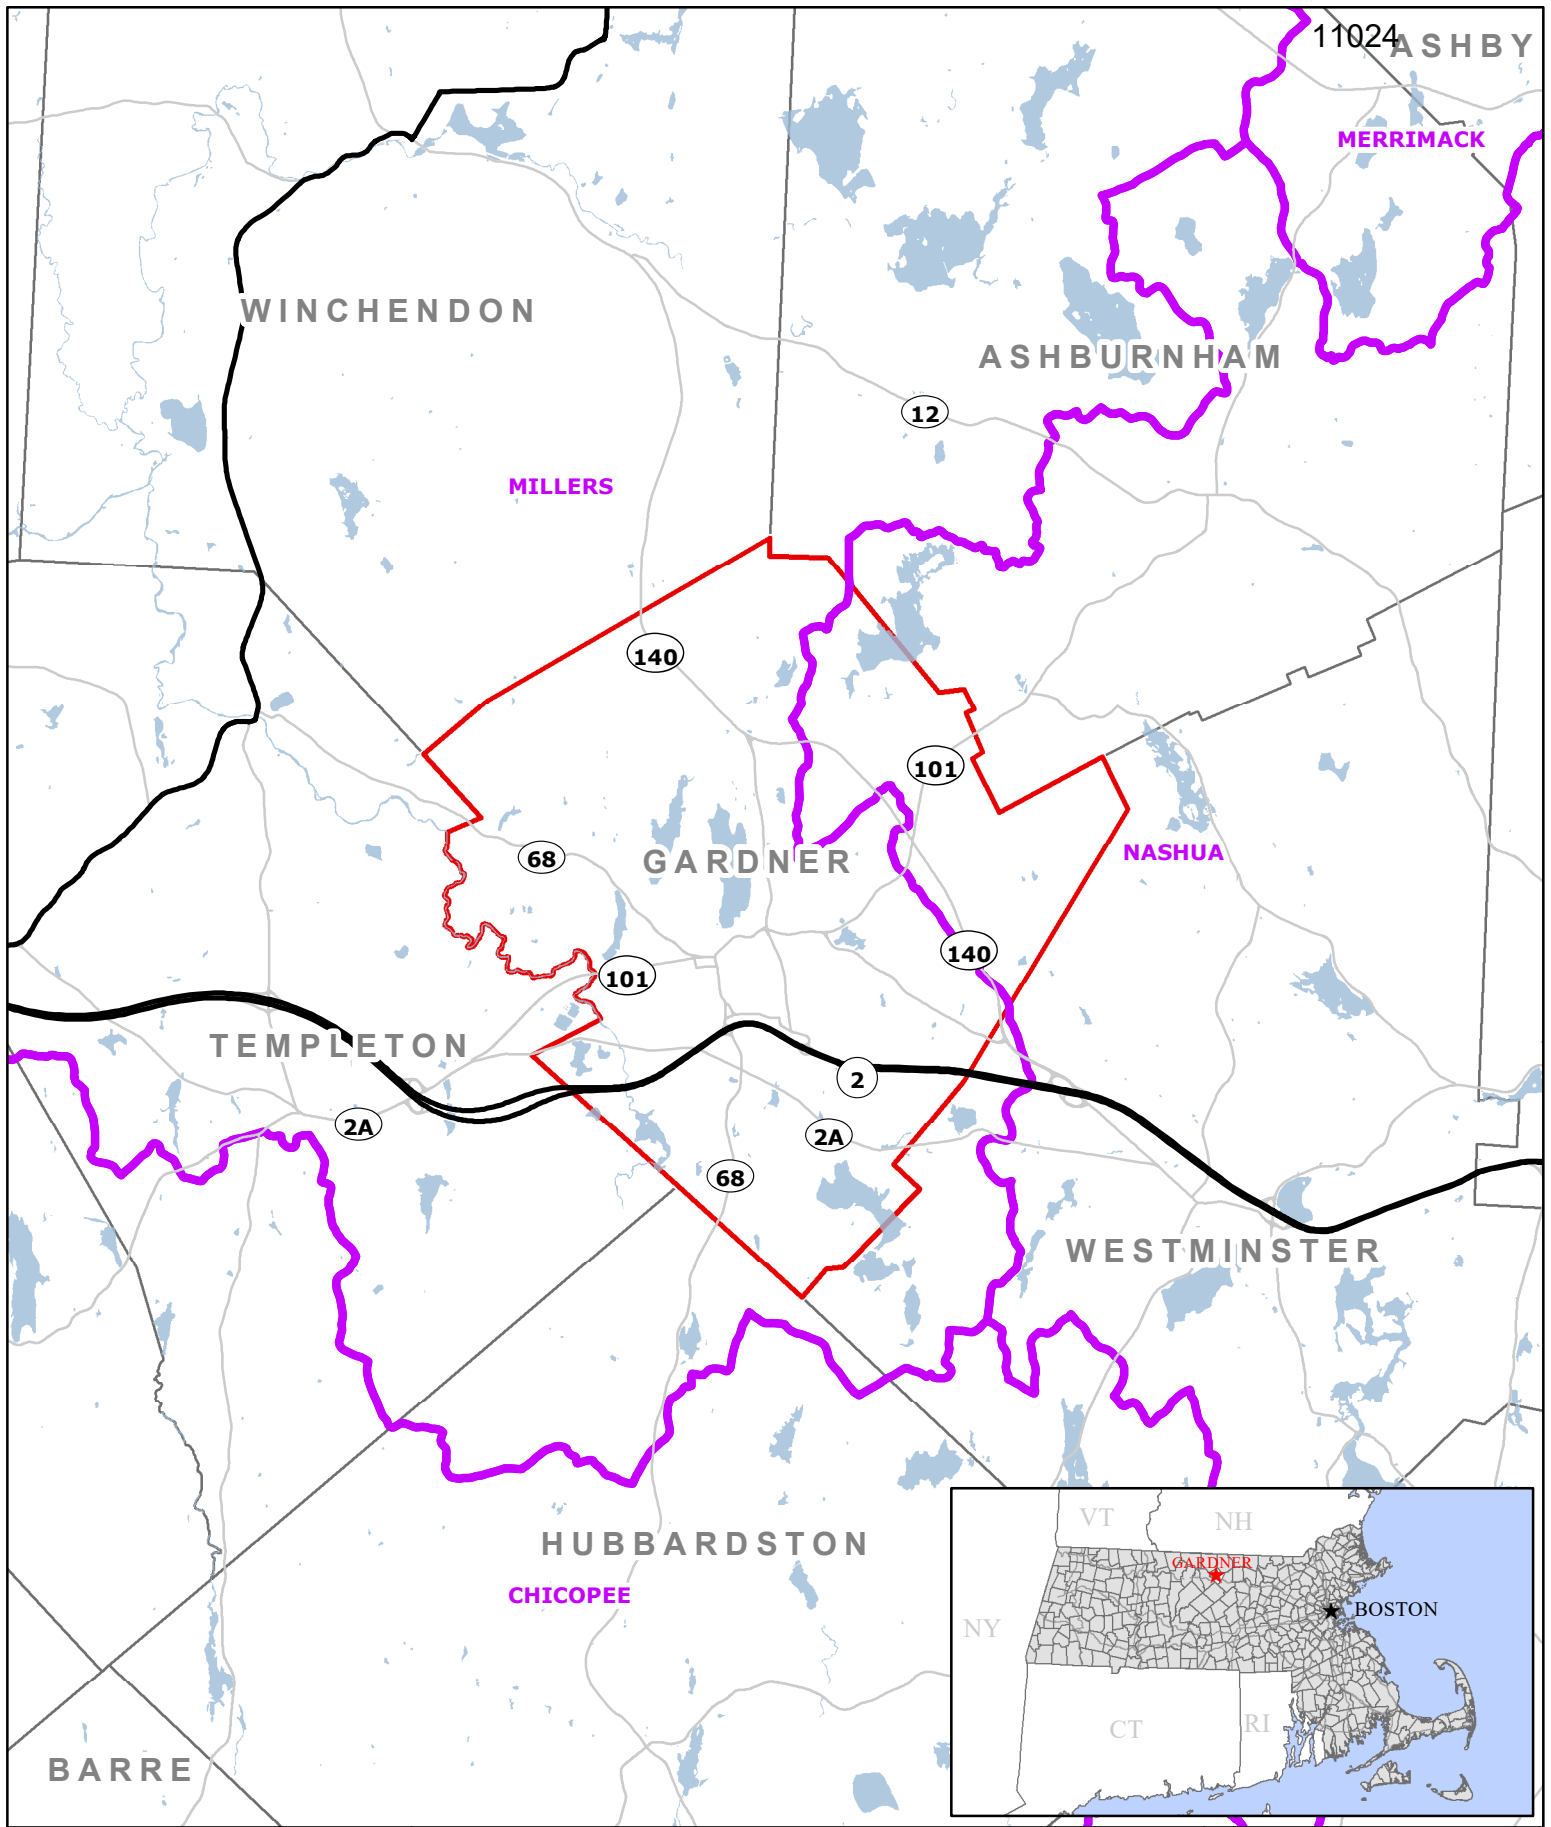 11024
ASHBY
MERRIMACK
WINCHENDON
ASHBURNHAM
12
MILLERS
140
101
68
GARDNER
NASHUA
140
101
TEMPLETON
2
2A
2A
68
WESTMINSTER
HUBBARDSTON
CHICOPEE
BARRE
VT
NH
GARDNER
BOSTON
NY
CT
RI